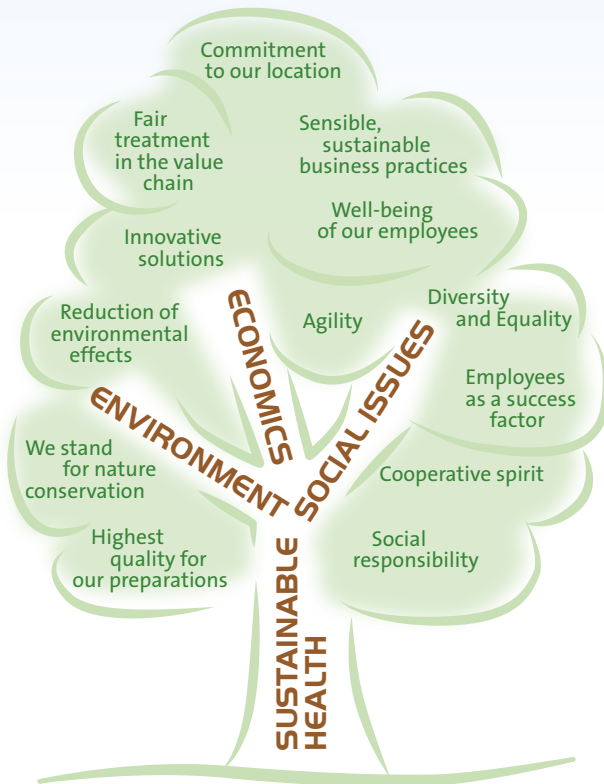 Commitment
to our location
Fair
treatment
in the value
chain
Sensible,
sustainable
business practices
Well-being
of our employees
Innovative
solutions
Agility
Diversity
and Equality
Reduction of
environmental
effects
ECONOMICS
SOCIAL ISSUES
ENVIRONMENT
Employees
as a success
factor
We stand
for nature
conservation
Cooperative spirit
Highest
quality for
our preparations
Social
responsibility
SUSTAINABLE
HEALTH